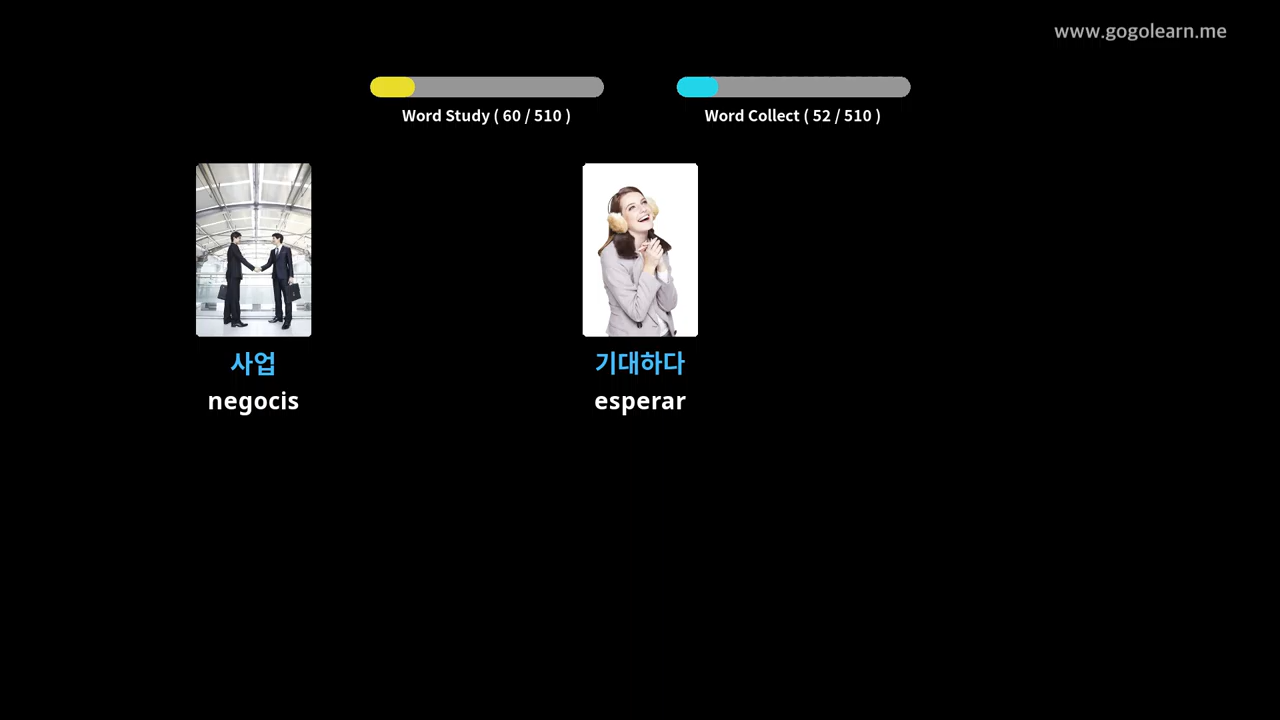 www.gogolearn.me
Word Study ( 60 / 510 )
Word Collect ( 52 / 510 )
사업
negocis
기대하다
esperar